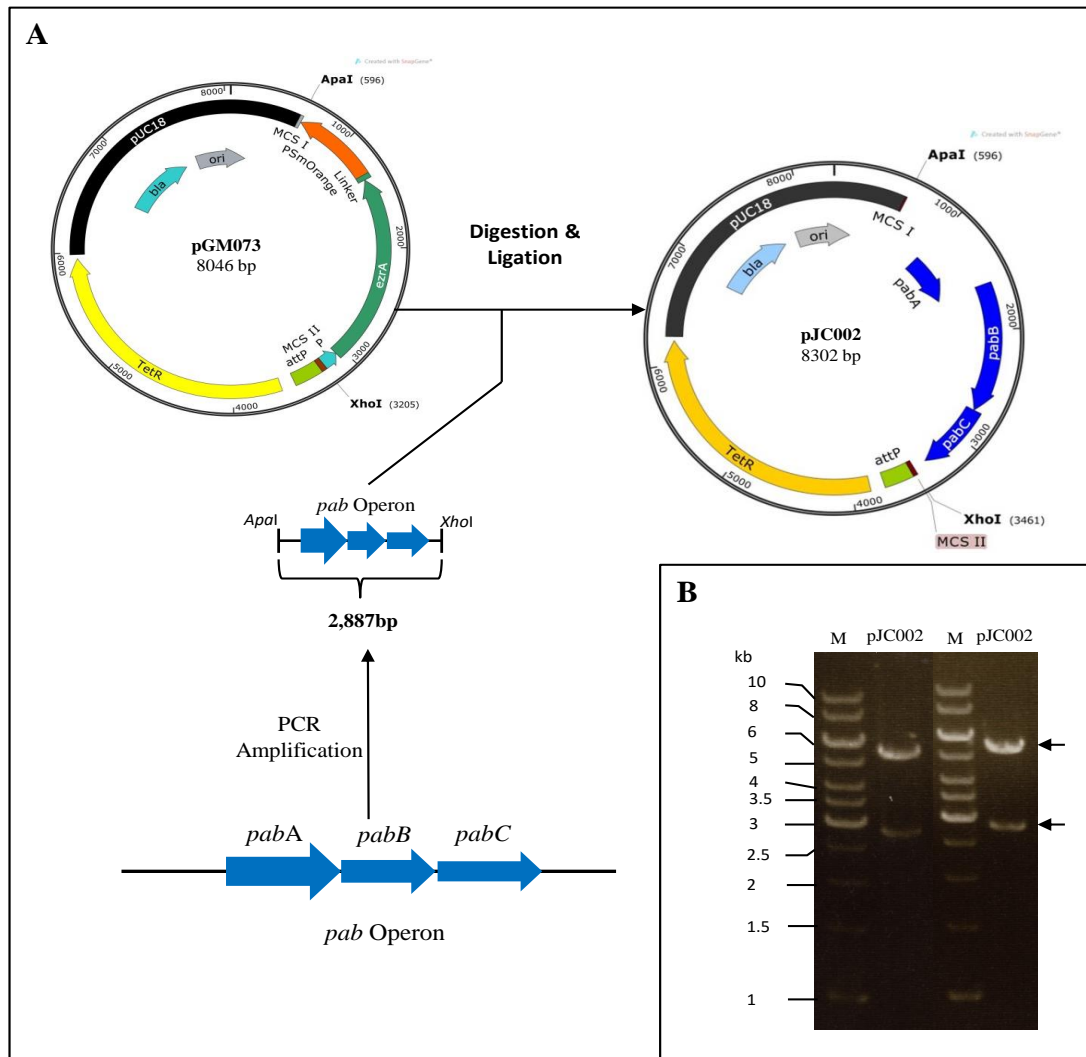 A
Created with SnapGene®
ApaI (596)
8000
1000
7000
2000
6000
3000
5000
4000
pUC18
MCS I
PSmOrange
Linker
bla
ori
pGM073
8046 bp
ezrA
MCS II
P
attP
TetR
XhoI (3205)
Digestion &
Ligation
Created with SnapGene®
ApaI (596)
8000
1000
7000
2000
6000
3000
5000
4000
pUC18
MCS I
bla
ori
pabA
pabB
pabC
pJC002
8302 bp
attP
TetR
XhoI (3461)
MCS II
pab Operon
ApaI
XhoI
2,887bp
PCR
Amplification
pabA
pabB
pabC
pab Operon
B
M pJC002 M pJC002
kb
10
8
6
5
4
3.5
3
2.5
2
1.5
1